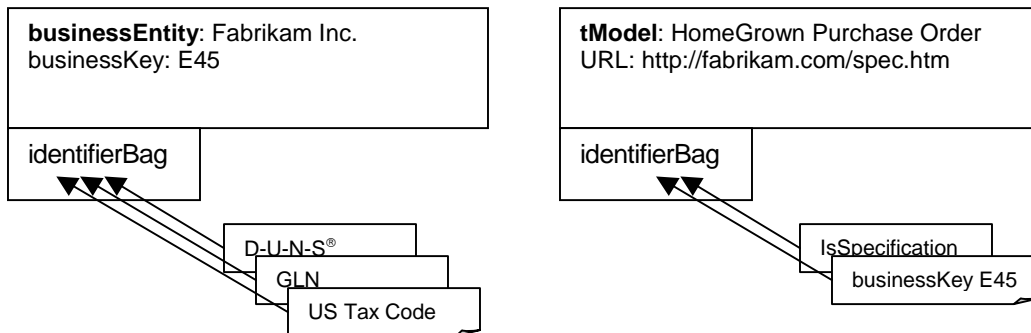 businessEntity: Fabrikam Inc.
businessKey: E45
identifierBag
D-U-N-S®
GLN
US Tax Code
tModel: HomeGrown Purchase Order
URL: http://fabrikam.com/spec.htm
identifierBag
IsSpecification
businessKey E45